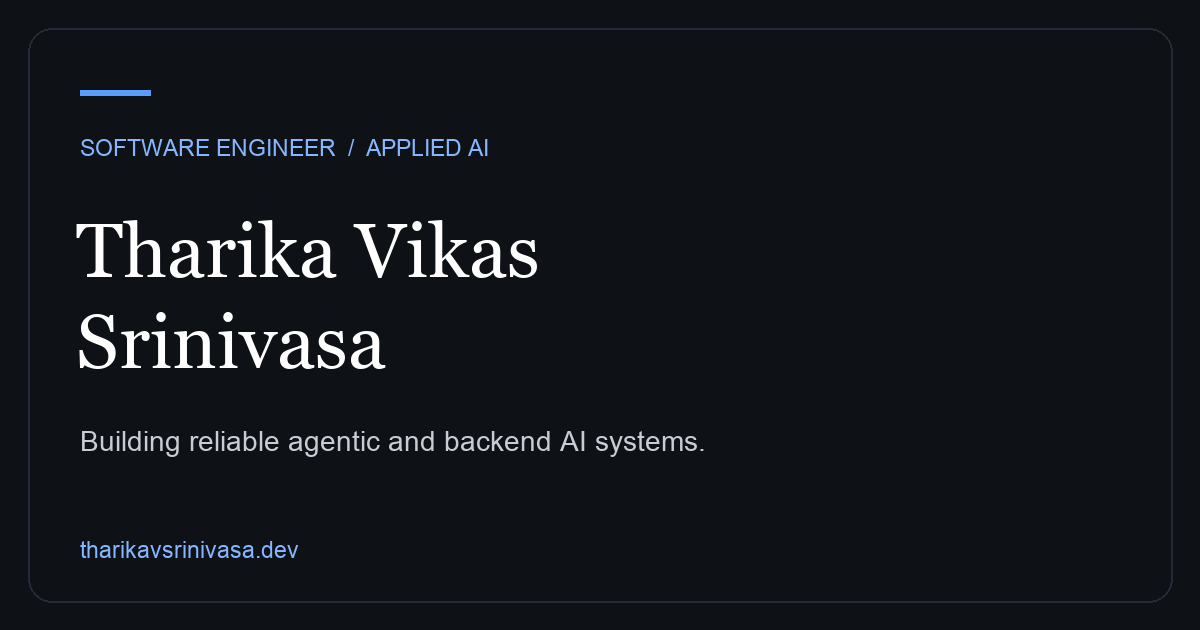 SOFTWARE ENGINEER / APPLIED AI
Tharika Vikas
Srinivasa
Building reliable agentic and backend AI systems.
tharikavsrinivasa.dev